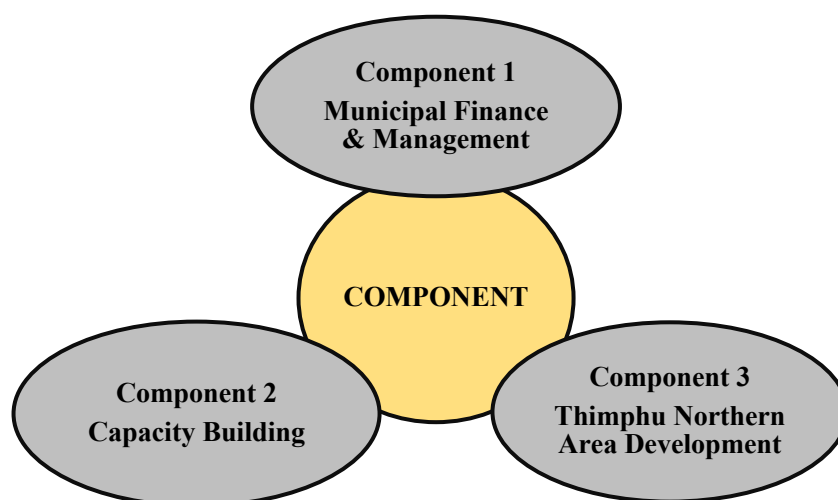 Component 1
Municipal Finance
& Management
COMPONENT
Component 2
Capacity Building
Component 3
Thimphu Northern
Area Development